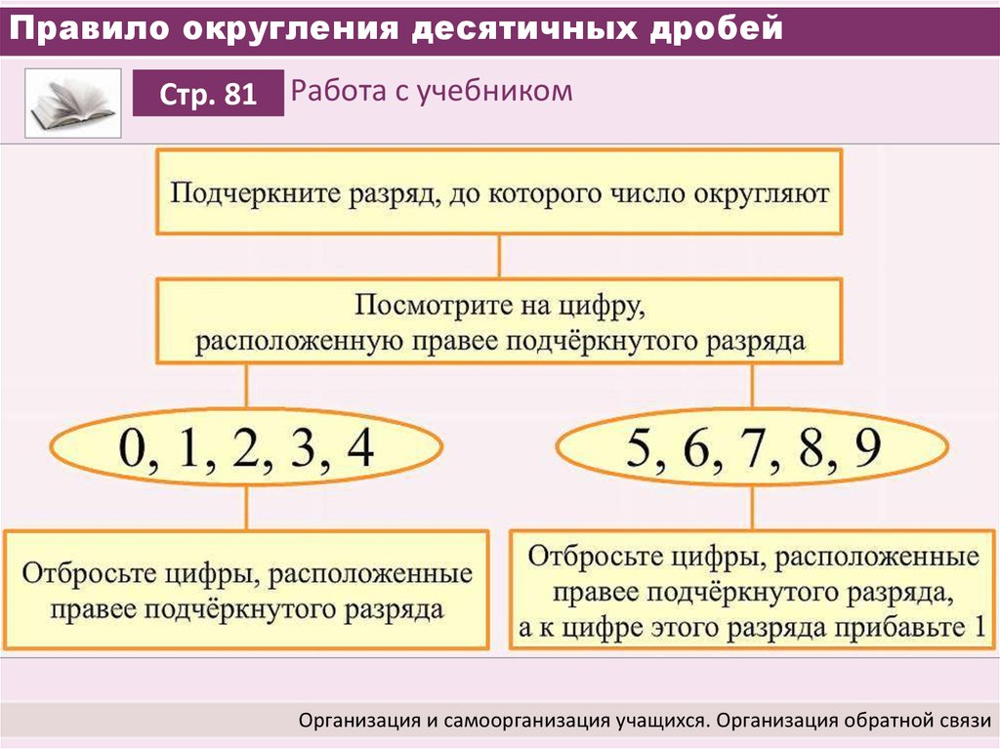 Правило округления десятичных дробей
Стр. 81 Работа с учебником
Подчеркните разряд, до которого число округляют
Посмотрите на цифру,
расположенную правее подчёркнутого разряда
0, 1, 2, 3, 4
5, 6, 7, 8, 9
Отбросьте цифры, расположенные
правее подчёркнутого разряда
Отбросьте цифры, расположенные
правее подчёркнутого разряда,
а к цифре этого разряда прибавьте 1
Организация и самоорганизация учащихся. Организация обратной связи